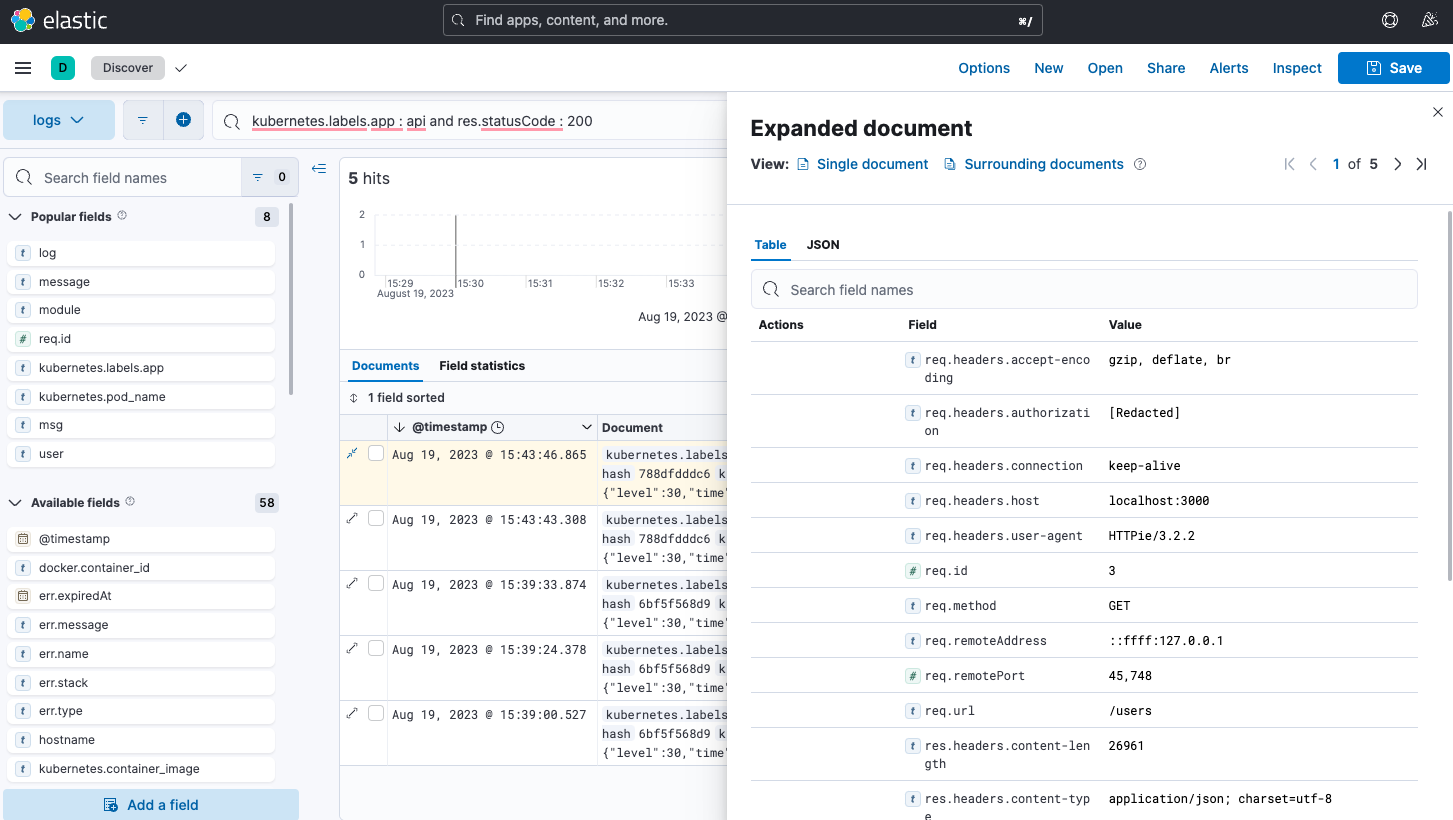 elastic
Find apps, content, and more.
⌘/
D
Discover
Options
New
Open
Share
Alerts
Inspect
Save
logs
kubernetes.labels.app : api and res.statusCode : 200
Search field names
0
Popular fields
8
t log
t message
t module
# req.id
t kubernetes.labels.app
t kubernetes.pod_name
t msg
t user
Available fields
58
@timestamp
t docker.container_id
err.expiredAt
t err.message
t err.name
t err.stack
t err.type
t hostname
t kubernetes.container_image
Add a field
5 hits
2
1
0
15:29
15:30
15:31
15:32
15:33
August 19, 2023
Aug 19, 2023 @
Documents
Field statistics
1 field sorted
@timestamp
Document
Aug 19, 2023 @ 15:43:46.865
kubernetes.labels
hash 788dfdddc6 k
{"level":30,"time"
Aug 19, 2023 @ 15:43:43.308
kubernetes.labels
hash 788dfdddc6 k
{"level":30,"time"
Aug 19, 2023 @ 15:39:33.874
kubernetes.labels
hash 6bf5f568d9 k
{"level":30,"time"
Aug 19, 2023 @ 15:39:24.378
kubernetes.labels
hash 6bf5f568d9 k
{"level":30,"time"
Aug 19, 2023 @ 15:39:00.527
kubernetes.labels
hash 6bf5f568d9 k
{"level":30,"time"
Expanded document
View:
Single document
Surrounding documents
1 of 5
Table
JSON
Search field names
Actions
Field
Value
t req.headers.accept-enco
ding
gzip, deflate, br
t req.headers.authorizati
on
[Redacted]
t req.headers.connection
keep-alive
t req.headers.host
localhost:3000
t req.headers.user-agent
HTTPie/3.2.2
# req.id
3
t req.method
GET
t req.remoteAddress
::ffff:127.0.0.1
# req.remotePort
45,748
t req.url
/users
t res.headers.content-len
gth
26961
t res.headers.content-typ
e
application/json; charset=utf-8